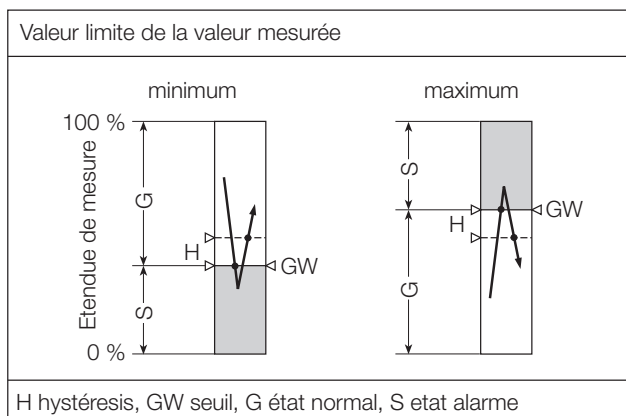 Valeur limite de la valeur mesurée
minimum
maximum
100 %
Etendue de mesure
0 %
G
S
H
GW
S
G
H
GW
H hystéresis, GW seuil, G état normal, S etat alarme